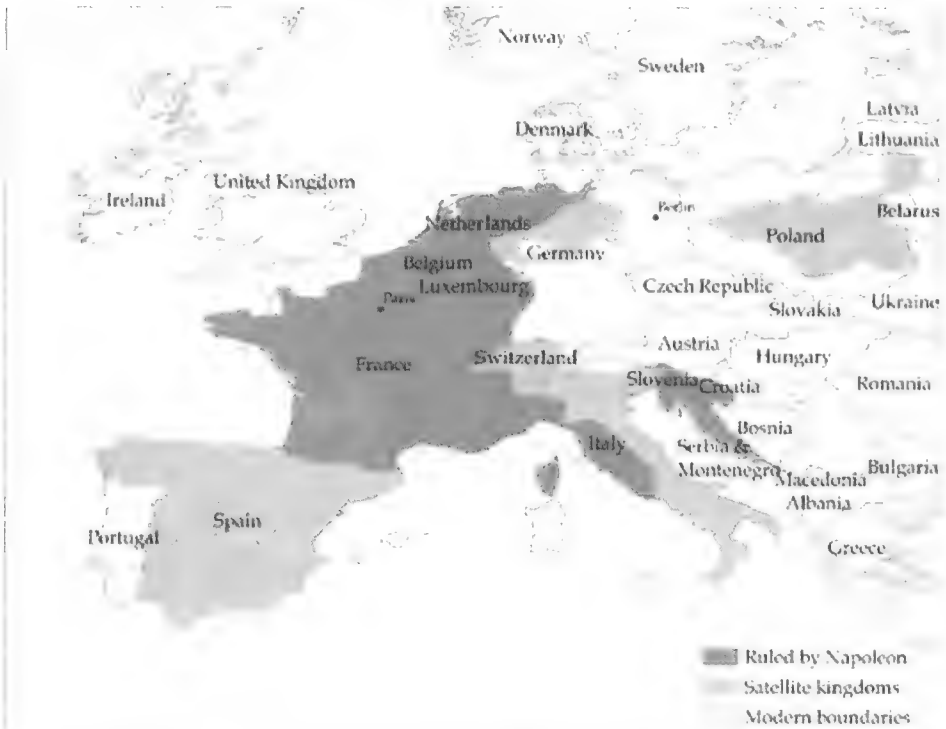 Norway
Sweden
Latvia
Denmark
Lithuania
United Kingdom
Ireland
Berlin
Belarus
Netherlands
Poland
Germany
Belgium
Luxembourg
Czech Republic
Paris
Slovakia
Ukraine
Austria
Switzerland
Hungary
France
Slovenia
Croatia
Romania
Bosnia
Italy
Serbia &
Montenegro
Bulgaria
Macedonia
Albania
Spain
Portugal
Greece
Ruled by Napoleon
Satellite kingdoms
Modern boundaries